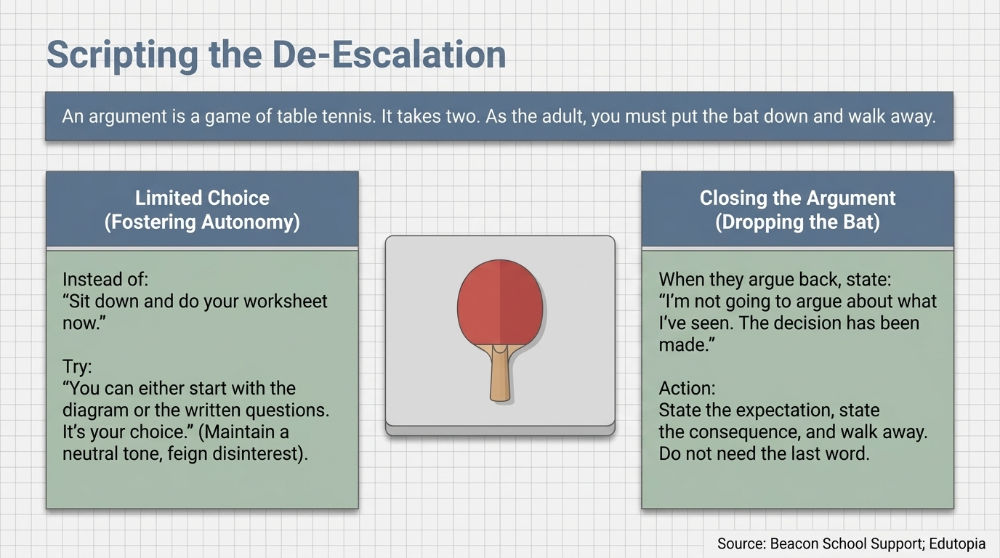 Scripting the De-Escalation
An argument is a game of table tennis. It takes two. As the adult, you must put the bat down and walk away.
Limited Choice
(Fostering Autonomy)
Instead of:
“Sit down and do your worksheet
now.”
Try:
“You can either start with the
diagram or the written questions.
It’s your choice.” (Maintain a
neutral tone, feign disinterest).
Closing the Argument
(Dropping the Bat)
When they argue back, state:
“I’m not going to argue about what
I’ve seen. The decision has been
made.”
Action:
State the expectation, state
the consequence, and walk away.
Do not need the last word.
Source: Beacon School Support; Edutopia